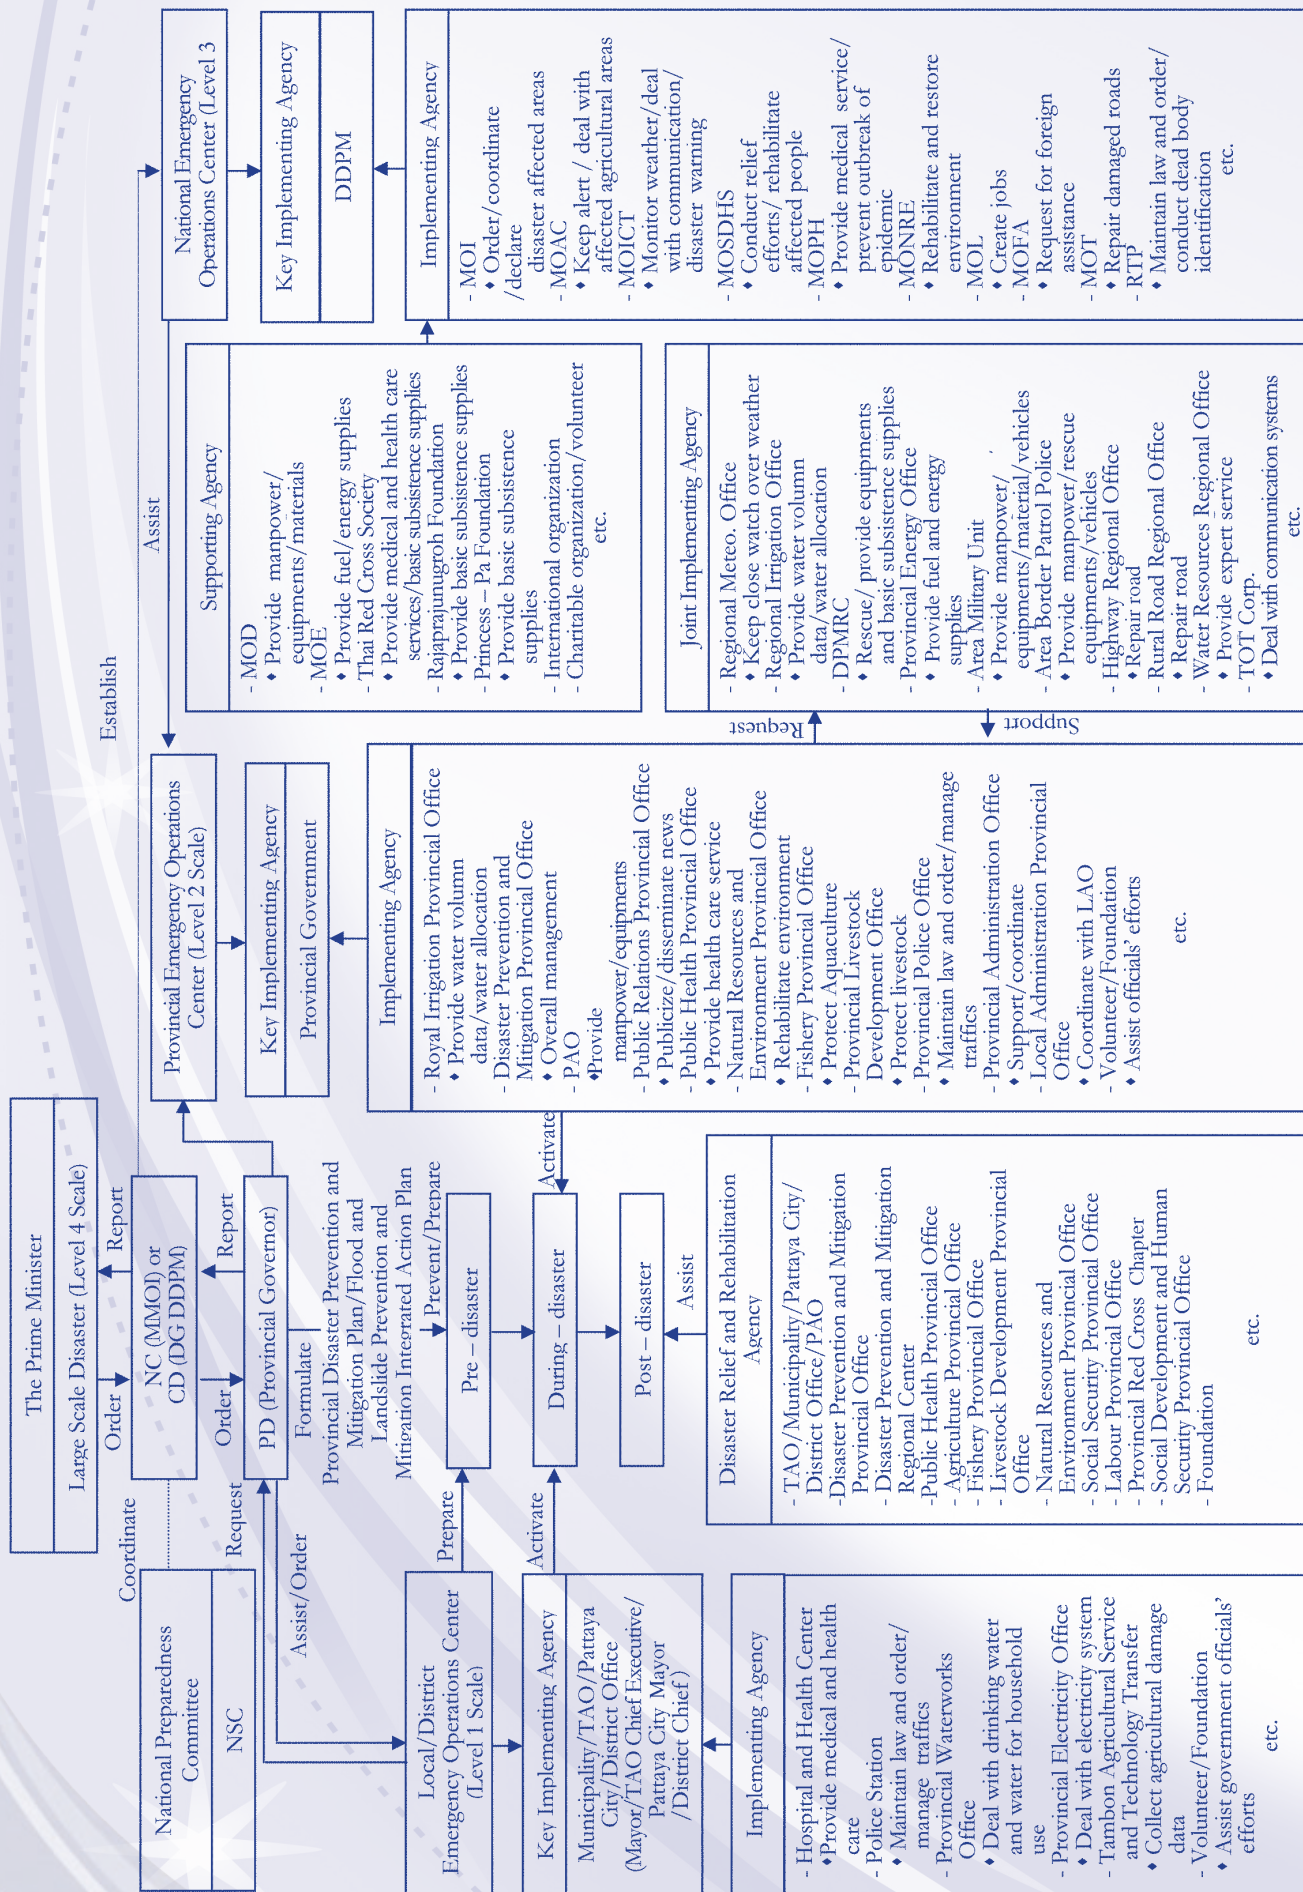 The Prime Minister
Large Scale Disaster (Level 4 Scale)
Order
Report
Coordinate
National Preparedness
Committee
NSC
NC (MMOI) or
CD (DG DDPM)
Establish
Order
Report
Request
Assist/Order
PD (Provincial Governor)
Formulate
Provincial Disaster Prevention and
Mitigation Plan/Flood and
Landslide Prevention and
Mitigation Integrated Action Plan
Prevent/Prepare
Local/District
Emergency Operations Center
(Level 1 Scale)
Prepare
Key Implementing Agency
Municipality/TAO/Pattaya
City/District Office
(Mayor/TAO Chief Executive/
Pattaya City Mayor
/District Chief )
Activate
Implementing Agency
- Hospital and Health Center
♦Provide medical and health
care
- Police Station
♦ Maintain law and order/
manage traffics
- Provincial Waterworks
Office
♦ Deal with drinking water
and water for household
use
- Provincial Electricity Office
♦ Deal with electricity system
- Tambon Agricultural Service
and Technology Transfer
♦ Collect agricultural damage
data
- Volunteer/Foundation
♦ Assist government officials’
efforts
etc.
Pre – disaster
During – disaster
Post – disaster
Activate
Assist
Disaster Relief and Rehabilitation
Agency
- TAO/Municipality/Pattaya City/
District Office/PAO
-Disaster Prevention and Mitigation
Provincial Office
- Disaster Prevention and Mitigation
Regional Center
-Public Health Provincial Office
- Agriculture Provincial Office
- Fishery Provincial Office
- Livestock Development Provincial
Office
- Natural Resources and
Environment Provincial Office
- Social Security Provincial Office
- Labour Provincial Office
- Provincial Red Cross Chapter
- Social Development and Human
Security Provincial Office
- Foundation
etc.
Provincial Emergency Operations
Center (Level 2 Scale)
Key Implementing Agency
Provincial Government
Implementing Agency
- Royal Irrigation Provincial Office
♦ Provide water volumn
data/water allocation
- Disaster Prevention and
Mitigation Provincial Office
♦ Overall management
- PAO
♦Provide
manpower/equipments
- Public Relations Provincial Office
♦ Publicize/disseminate news
- Public Health Provincial Office
♦ Provide health care service
- Natural Resources and
Environment Provincial Office
♦ Rehabilitate environment
- Fishery Provincial Office
♦ Protect Aquaculture
- Provincial Livestock
Development Office
♦ Protect livestock
- Provincial Police Office
♦ Maintain law and order/manage
traffics
- Provincial Administration Office
♦ Support/coordinate
- Local Administration Provincial
Office
♦ Coordinate with LAO
- Volunteer/Foundation
♦ Assist officials’ efforts
etc.
Request
Support
Assist
Supporting Agency
- MOD
♦ Provide manpower/
equipments/materials
- MOE
♦ Provide fuel/energy supplies
- Thai Red Cross Society
♦ Provide medical and health care
services/basic subsistence supplies
- Rajaprajanugroh Foundation
♦ Provide basic subsistence supplies
- Princess – Pa Foundation
♦ Provide basic subsistence
supplies
- International organization
- Charitable organization/volunteer
etc.
Joint Implementing Agency
- Regional Meteo. Office
♦ Keep close watch over weather
- Regional Irrigation Office
♦ Provide water volumn
data/water allocation
- DPMRC
♦ Rescue/ provide equipments
and basic subsistence supplies
- Provincial Energy Office
♦ Provide fuel and energy
supplies
- Area Military Unit
♦ Provide manpower/
equipments/material/vehicles
- Area Border Patrol Police
♦ Provide manpower/rescue
equipments/vehicles
- Highway Regional Office
♦ Repair road
- Rural Road Regional Office
♦ Repair road
- Water Resources Regional Office
♦ Provide expert service
- TOT Corp.
♦ Deal with communication systems
etc.
National Emergency
Operations Center (Level 3
Key Implementing Agency
DDPM
Implementing Agency
- MOI
♦ Order/coordinate
/declare
disaster affected areas
- MOAC
♦ Keep alert/ deal with
affected agricultural areas
- MOICT
♦ Monitor weather/deal
with communication/
disaster warning
- MOSDHS
♦ Conduct relief
efforts/ rehabilitate
affected people
- MOPH
♦ Provide medical service/
prevent outbreak of
epidemic
- MONRE
♦ Rehabilitate and restore
environment
- MOL
♦ Create jobs
- MOFA
♦ Request for foreign
assistance
- MOT
♦ Repair damaged roads
- RTP
♦ Maintain law and order/
conduct dead body
identification
etc.